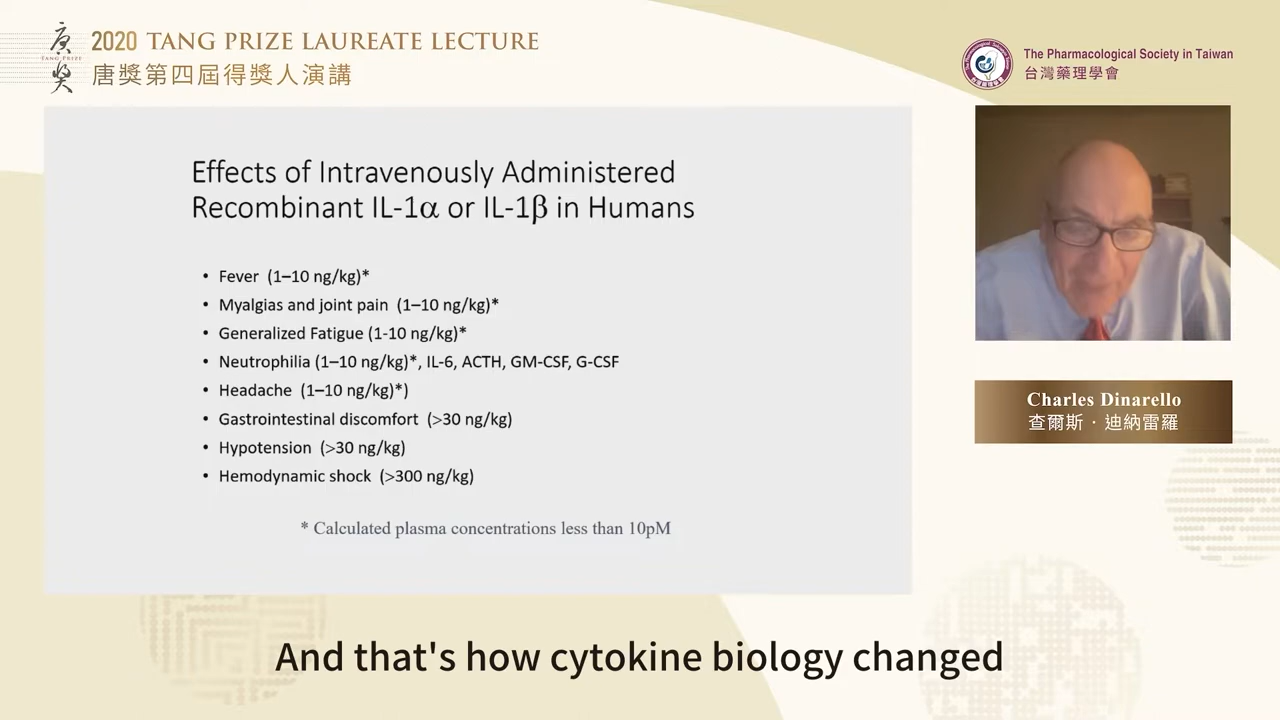 唐獎
TANG PRIZE
2020 TANG PRIZE LAUREATE LECTURE
唐獎第四屆得獎人演講
The Pharmacological Society in Taiwan
台灣藥理學會
Effects of Intravenously Administered
Recombinant IL-1α or IL-1β in Humans
• Fever (1–10 ng/kg)*
• Myalgias and joint pain (1–10 ng/kg)*
• Generalized Fatigue (1-10 ng/kg)*
• Neutrophilia (1–10 ng/kg)*, IL-6, ACTH, GM-CSF, G-CSF
• Headache (1–10 ng/kg)*)
• Gastrointestinal discomfort (>30 ng/kg)
• Hypotension (>30 ng/kg)
• Hemodynamic shock (>300 ng/kg)
* Calculated plasma concentrations less than 10pM
Charles Dinarello
查爾斯·迪納雷羅
And that's how cytokine biology changed